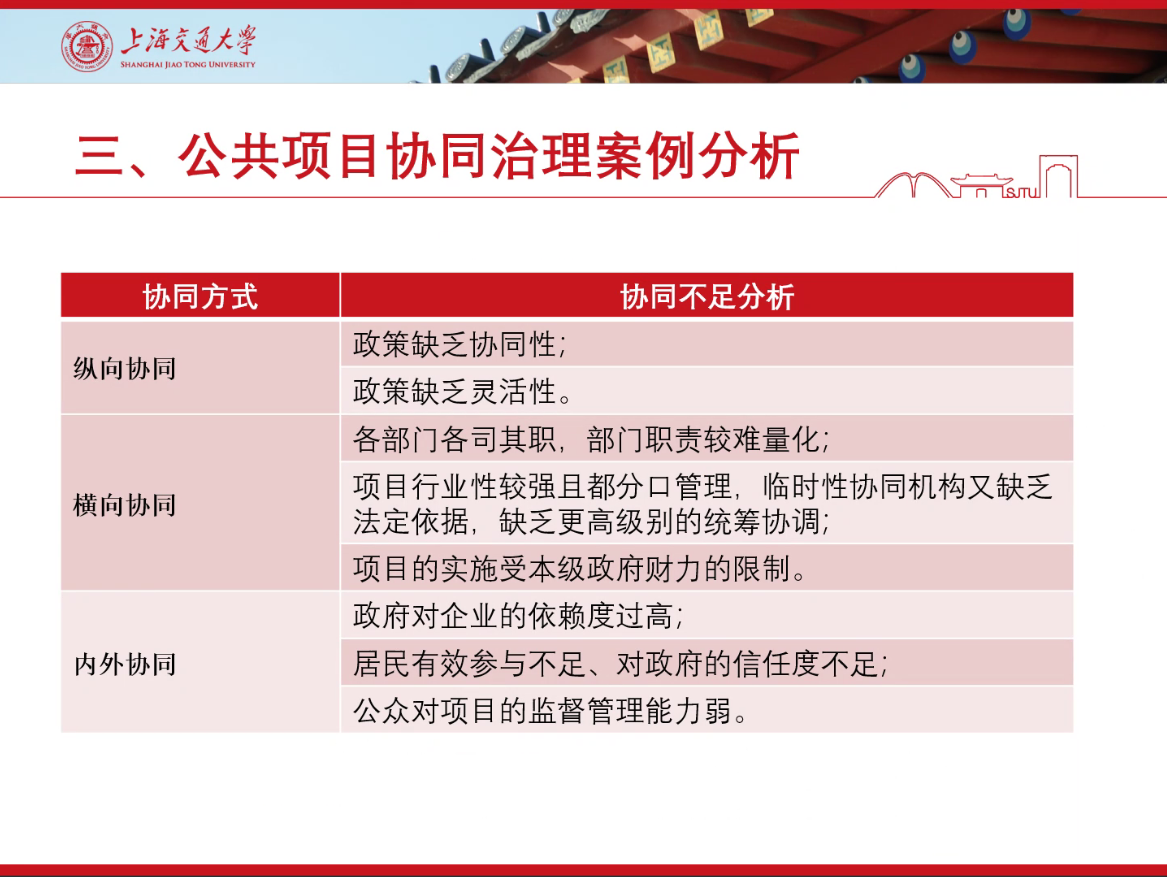 上海交通大学
SHANGHAI JIAO TONG UNIVERSITY
三、公共项目协同治理案例分析
SJTU
协同方式
协同不足分析
纵向协同
政策缺乏协同性；
政策缺乏灵活性。
横向协同
各部门各司其职，部门职责较难量化；
项目行业性较强且都分口管理，临时性协同机构又缺乏
法定依据，缺乏更高级别的统筹协调；
项目的实施受本级政府财力的限制。
内外协同
政府对企业的依赖度过高；
居民有效参与不足、对政府的信任度不足；
公众对项目的监督管理能力弱。